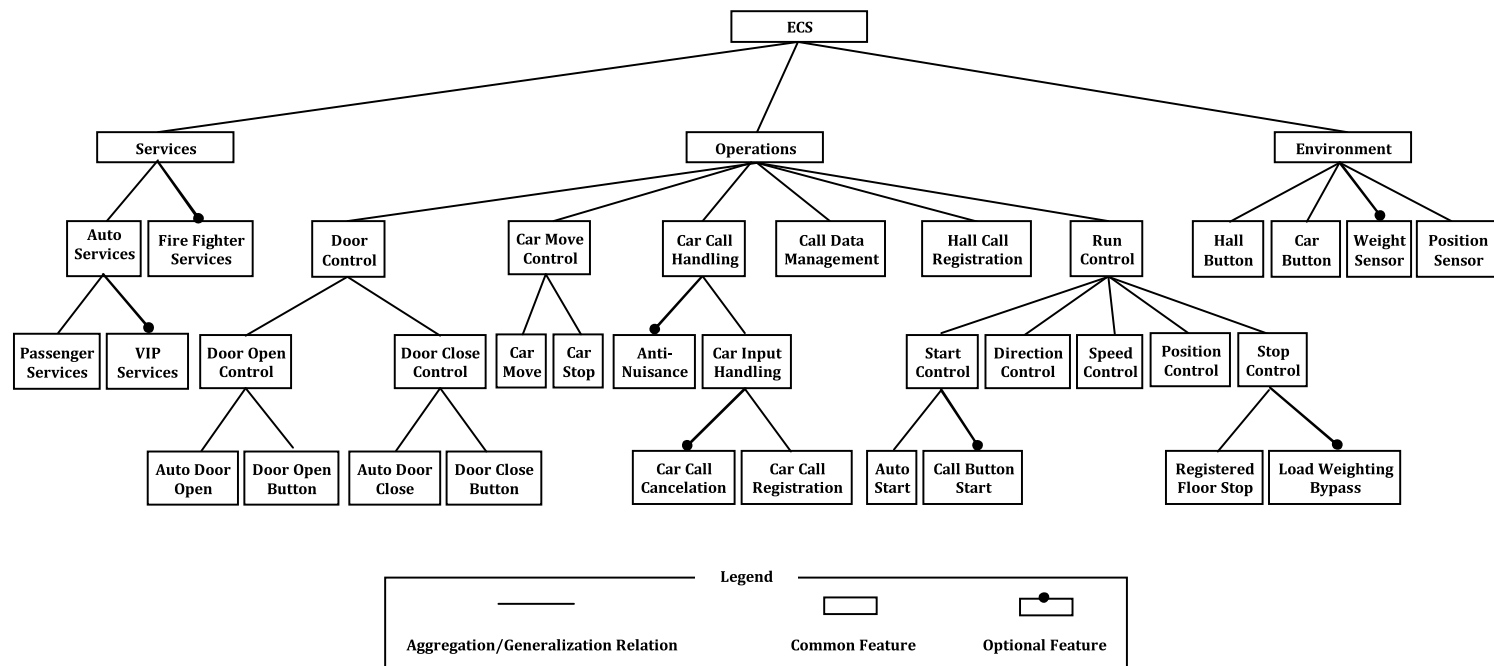 ECS
Services
Operations
Environment
Auto
Services
Fire Fighter
Services
Door
Control
Car Move
Control
Car Call
Handling
Call Data
Management
Hall Call
Registration
Run
Control
Hall
Button
Car
Button
Weight
Sensor
Position
Sensor
Passenger
Services
VIP
Services
Door Open
Control
Door Close
Control
Car
Move
Car
Stop
Anti-
Nuisance
Car Input
Handling
Start
Control
Direction
Control
Speed
Control
Position
Control
Stop
Control
Auto Door
Open
Door Open
Button
Auto Door
Close
Door Close
Button
Car Call
Cancelation
Car Call
Registration
Auto
Start
Call Button
Start
Registered
Floor Stop
Load Weighting
Bypass
Legend
Aggregation/Generalization Relation
Common Feature
Optional Feature